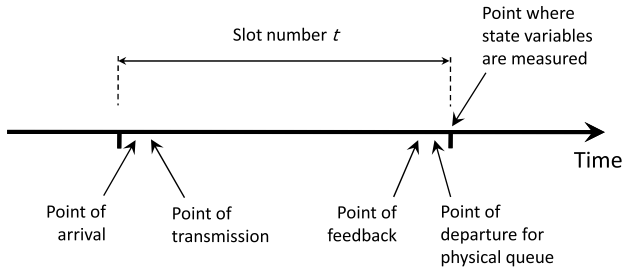 Point where
state variables
are measured
Slot number t
Time
Point of
arrival
Point of
transmission
Point of
feedback
Point of
departure for
physical queue